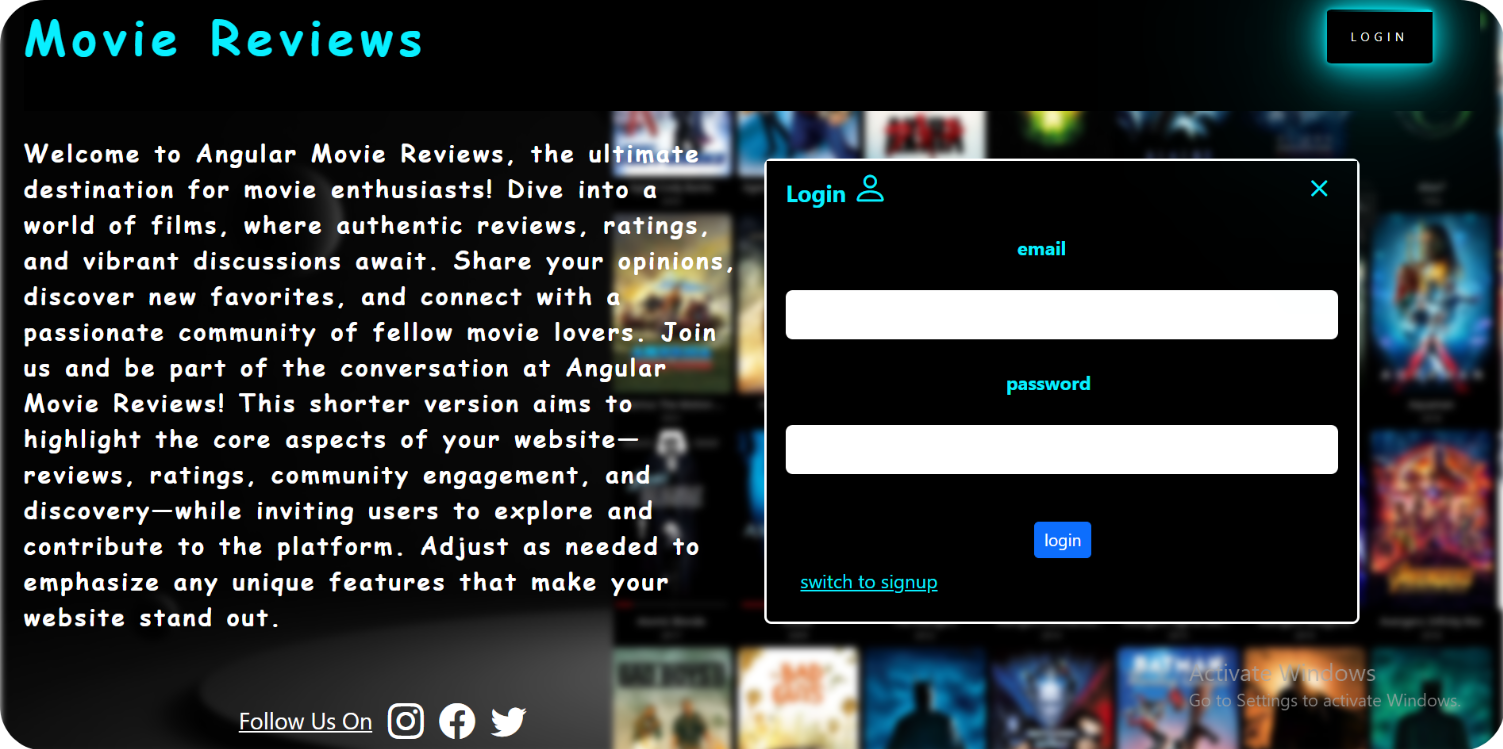 Movie Reviews
LOGIN
Welcome to Angular Movie Reviews, the ultimate
destination for movie enthusiasts! Dive into a
world of films, where authentic reviews, ratings,
and vibrant discussions await. Share your opinions,
discover new favorites, and connect with a
passionate community of fellow movie lovers. Join
us and be part of the conversation at Angular
Movie Reviews! This shorter version aims to
highlight the core aspects of your website—
reviews, ratings, community engagement, and
discovery—while inviting users to explore and
contribute to the platform. Adjust as needed to
emphasize any unique features that make your
website stand out.
Follow Us On
Login
email
password
login
switch to signup
Activate Windows
Go to Settings to activate Windows.